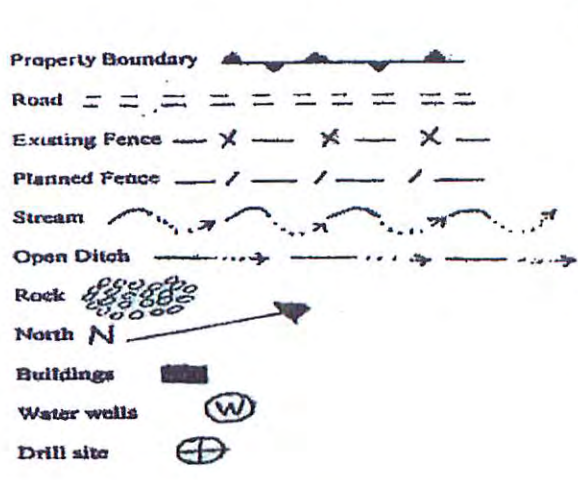 Property Boundary
Road
Existing Fence
Planned Fence
Stream
Open Ditch
Rock
North N
Buildings
Water wells W
Drill site